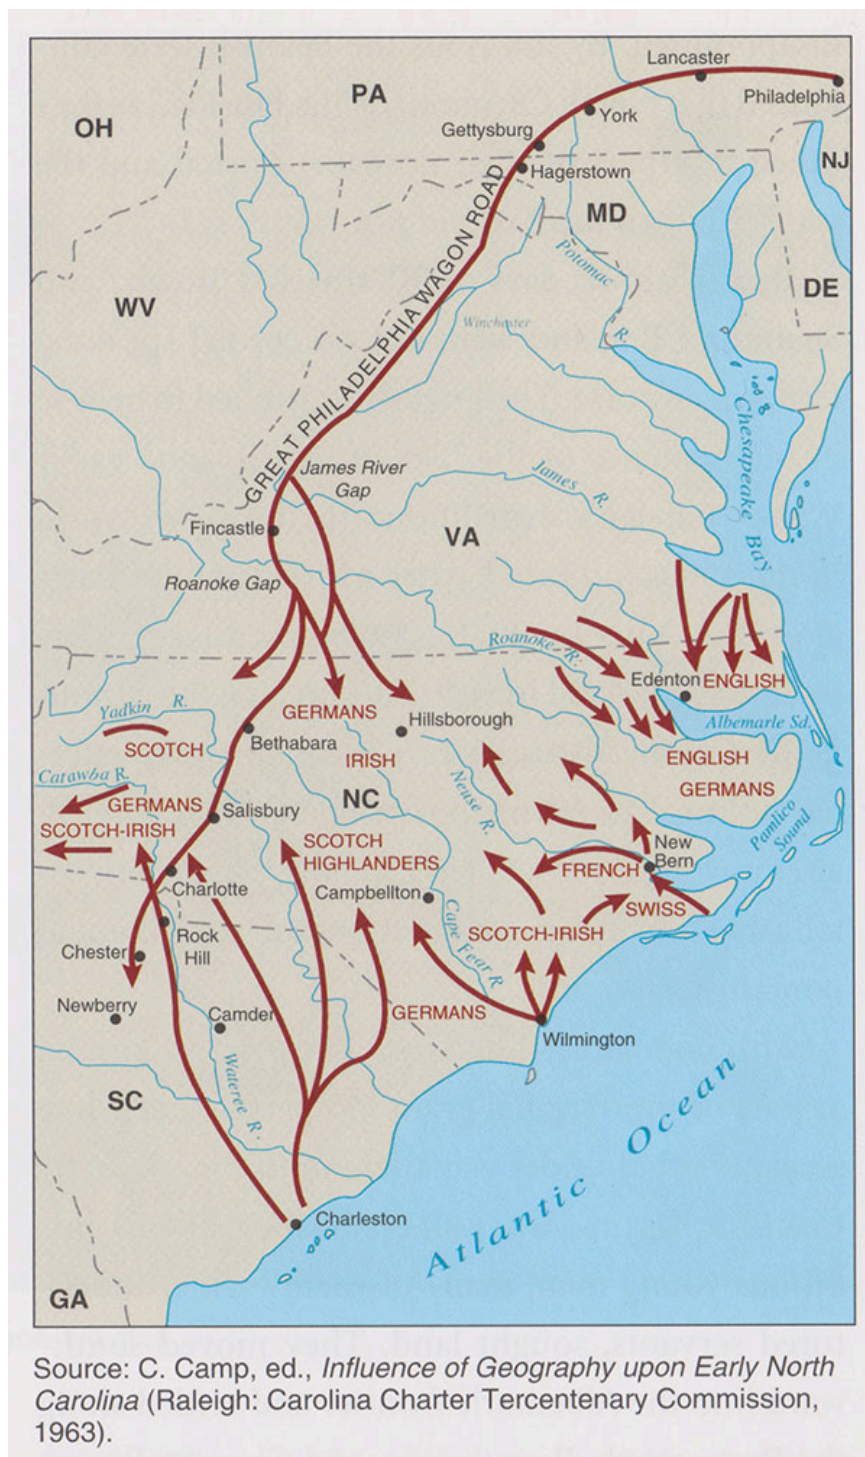 Lancaster
PA
Philadelphia
OH
York
Gettysburg
NJ
Hagerstown
MD
GREAT PHILADELPHIA WAGON ROAD
Potomac
R.
DE
WV
Winchester
Chesapeake Bay
James River
Gap
James R.
Fincastle
VA
Roanoke Gap
Roanoke R.
Edenton
ENGLISH
Yadkin R.
GERMANS
Hillsborough
Albemarle Sd.
SCOTCH
Bethabara
IRISH
ENGLISH
Catawba R.
GERMANS
NC
Neuse R.
GERMANS
SCOTCH-IRISH
Salisbury
Pamlico
Sound
SCOTCH
HIGHLANDERS
New
Bern
FRENCH
Charlotte
Campbellton
SWISS
Rock
Hill
Cape Fear R
SCOTCH-IRISH
Chester
Newberry
Camden
GERMANS
Wilmington
Wateree R.
SC
Atlantic Ocean
Charleston
GA
Source: C. Camp, ed., Influence of Geography upon Early North
Carolina (Raleigh: Carolina Charter Tercentenary Commission,
1963).